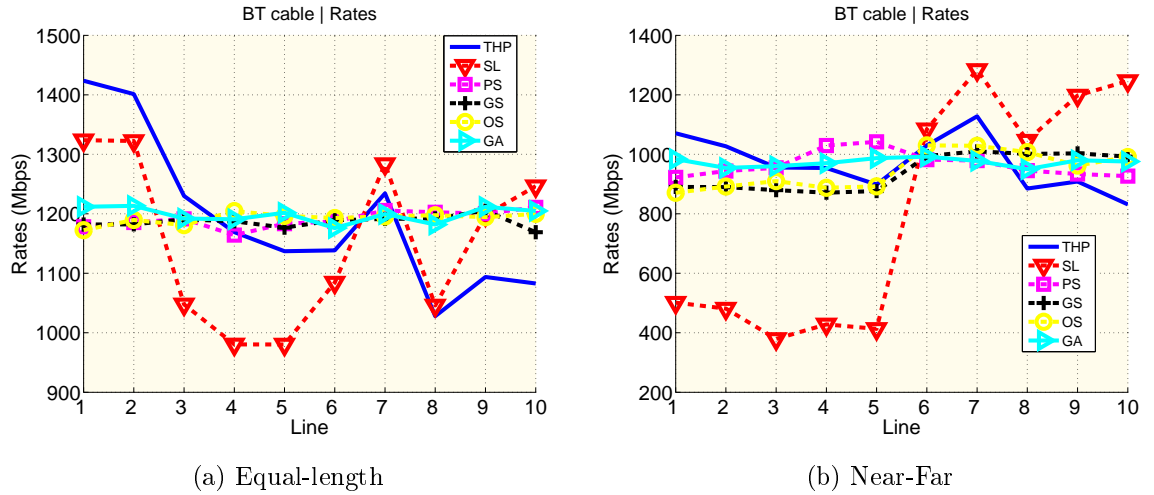 BT cable | Rates
1500
1400
1300
1200
1100
1000
900
Rates (Mbps)
THP
SL
PS
GS
OS
GA
1 2 3 4 5 6 7 8 9 10
Line
(a) Equal-length
BT cable | Rates
1400
1200
1000
800
600
400
200
Rates (Mbps)
THP
SL
PS
GS
OS
GA
1 2 3 4 5 6 7 8 9 10
Line
(b) Near-Far